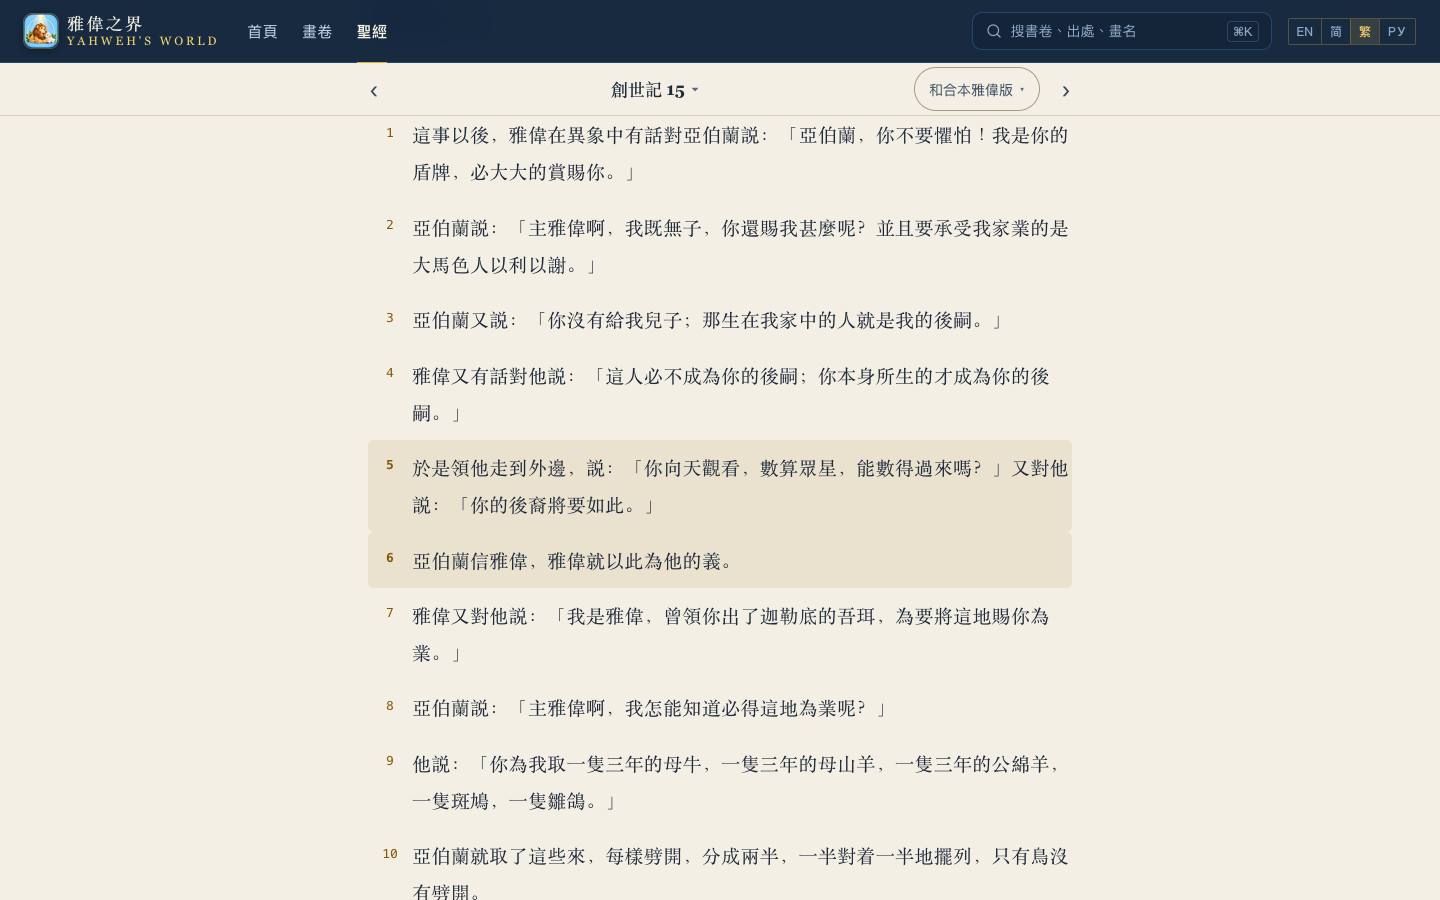 雅偉之界
YAHWEH'S WORLD
首頁
畫卷
聖經
搜書卷、出處、畫名
⌘K
EN
简
繁
РУ
‹
創世記 15
和合本雅偉版
›
1 這事以後，雅偉在異象中有話對亞伯蘭説：「亞伯蘭，你不要懼怕！我是你的
盾牌，必大大的賞賜你。」
2 亞伯蘭説：「主雅偉啊，我既無子，你還賜我甚麼呢？並且要承受我家業的是
大馬色人以利以謝。」
3 亞伯蘭又説：「你沒有給我兒子；那生在我家中的人就是我的後嗣。」
4 雅偉又有話對他説：「這人必不成為你的後嗣；你本身所生的才成為你的後
嗣。」
5 於是領他走到外邊，説：「你向天觀看，數算眾星，能數得過來嗎？」又對他
説：「你的後裔將要如此。」
6 亞伯蘭信雅偉，雅偉就以此為他的義。
7 雅偉又對他説：「我是雅偉，曾領你出了迦勒底的吾珥，為要將這地賜你為
業。」
8 亞伯蘭説：「主雅偉啊，我怎能知道必得這地為業呢？」
9 他説：「你為我取一隻三年的母牛，一隻三年的母山羊，一隻三年的公綿羊，
一隻斑鳩，一隻雛鴿。」
10 亞伯蘭就取了這些來，每樣劈開，分成兩半，一半對着一半地擺列，只有鳥沒
有劈開。